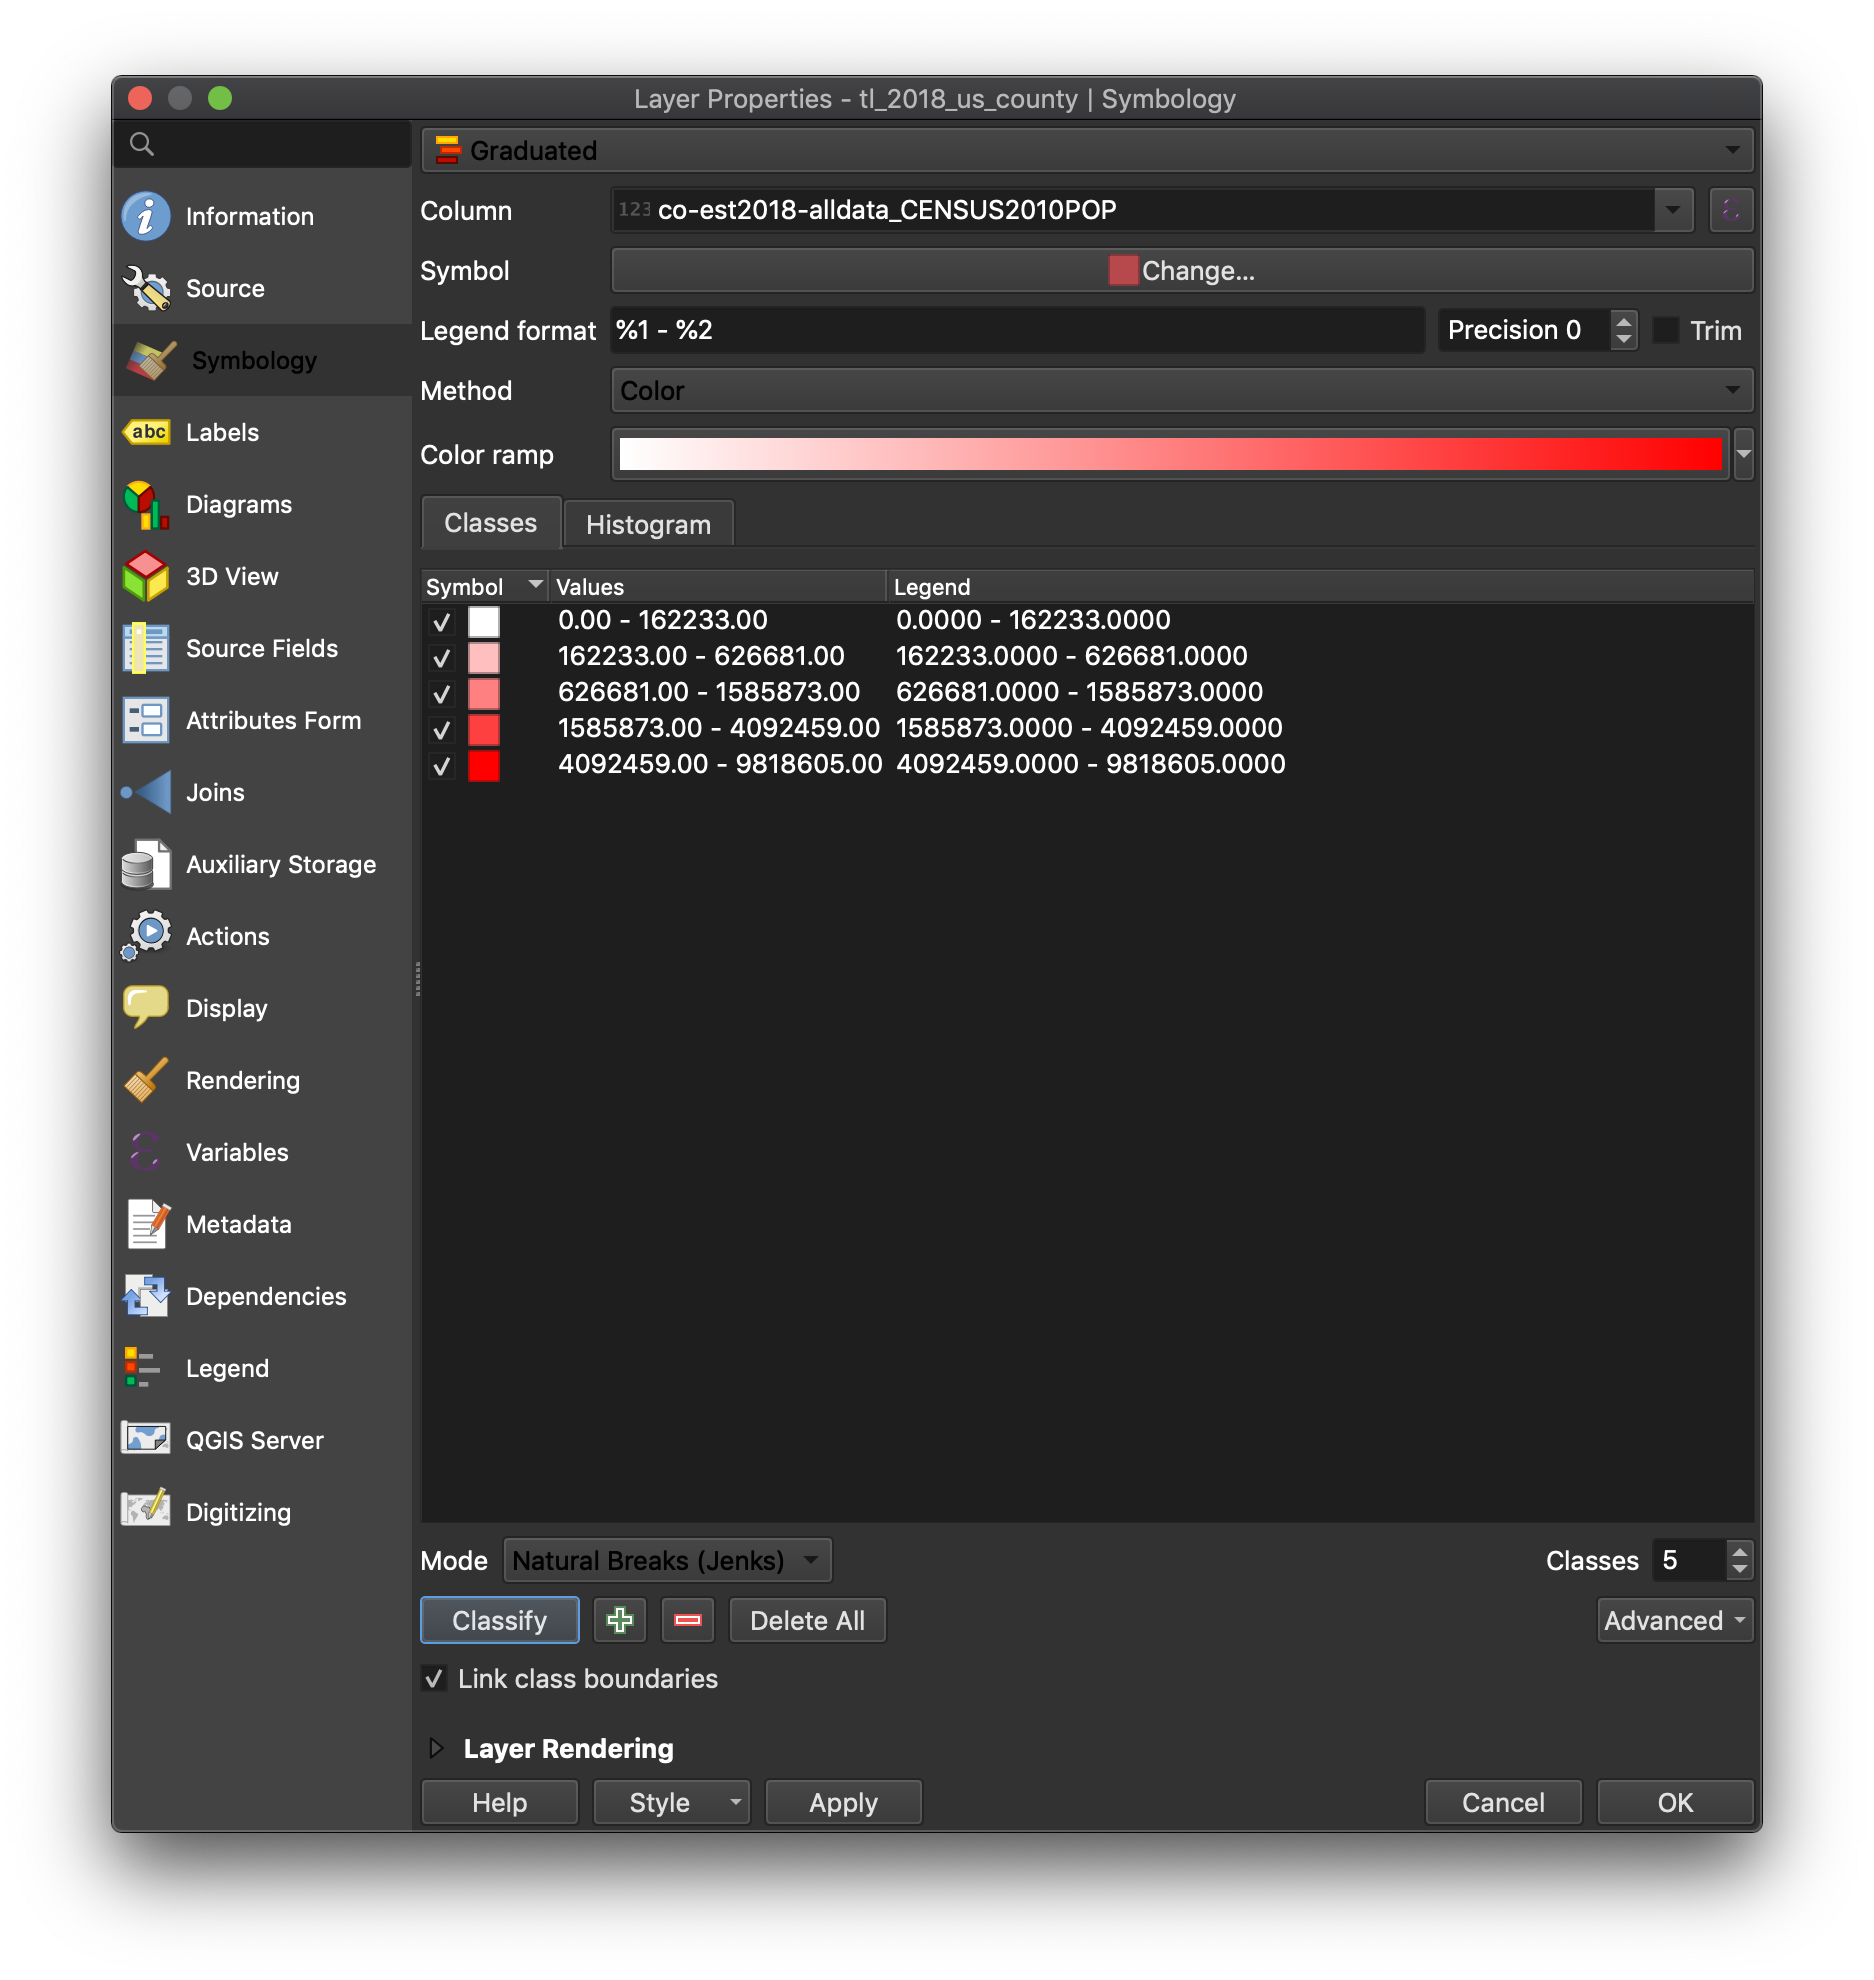 Layer Properties - tl_2018_us_county | Symbology
Information
Source
Symbology
abc Labels
Diagrams
3D View
Source Fields
Attributes Form
Joins
Auxiliary Storage
Actions
Display
Rendering
Variables
Metadata
Dependencies
Legend
QGIS Server
Digitizing
Graduated
Column 123 co-est2018-alldata_CENSUS2010POP ε
Symbol Change...
Legend format %1 - %2 Precision 0 Trim
Method Color
Color ramp
Classes Histogram
Symbol Values Legend
0.00 - 162233.00 0.0000 - 162233.0000
162233.00 - 626681.00 162233.0000 - 626681.0000
626681.00 - 1585873.00 626681.0000 - 1585873.0000
1585873.00 - 4092459.00 1585873.0000 - 4092459.0000
4092459.00 - 9818605.00 4092459.0000 - 9818605.0000
Mode Natural Breaks (Jenks) Classes 5
Classify Delete All Advanced
Link class boundaries
Layer Rendering
Help Style Apply Cancel OK